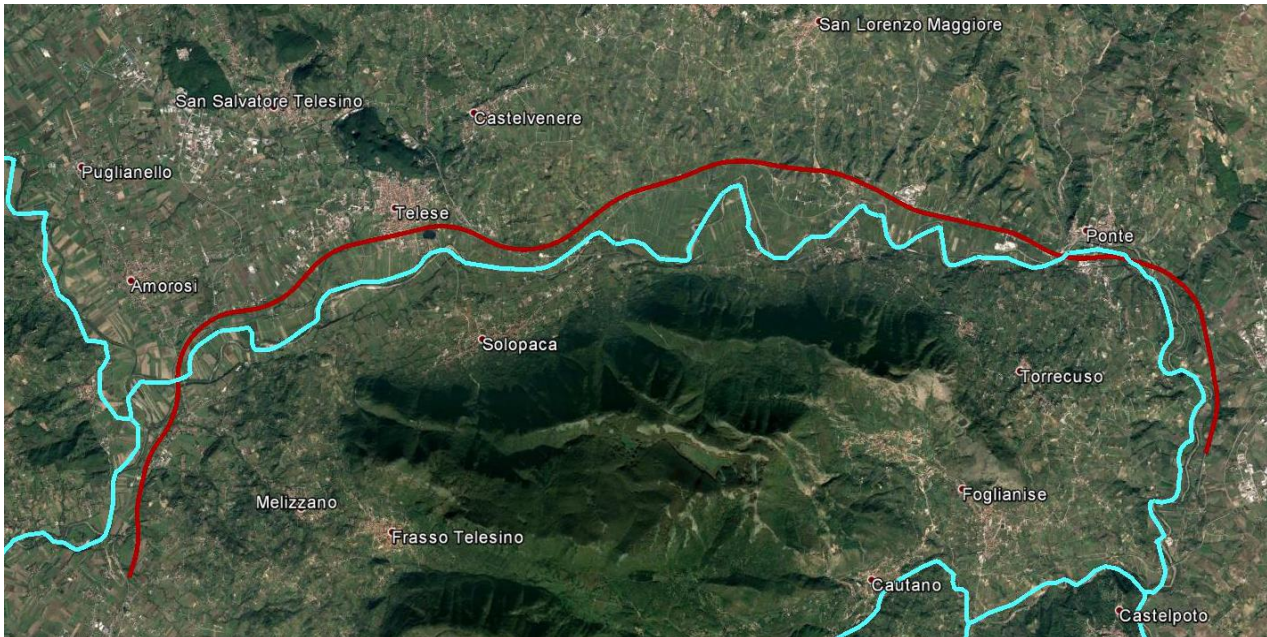 San Lorenzo Maggiore
San Salvatore Telesino
Castelvenere
Puglianello
Telese
Ponte
Amorosi
Solopaca
Torrecuso
Melizzano
Foglianise
Frasso Telesino
Cautano
Castelpoto